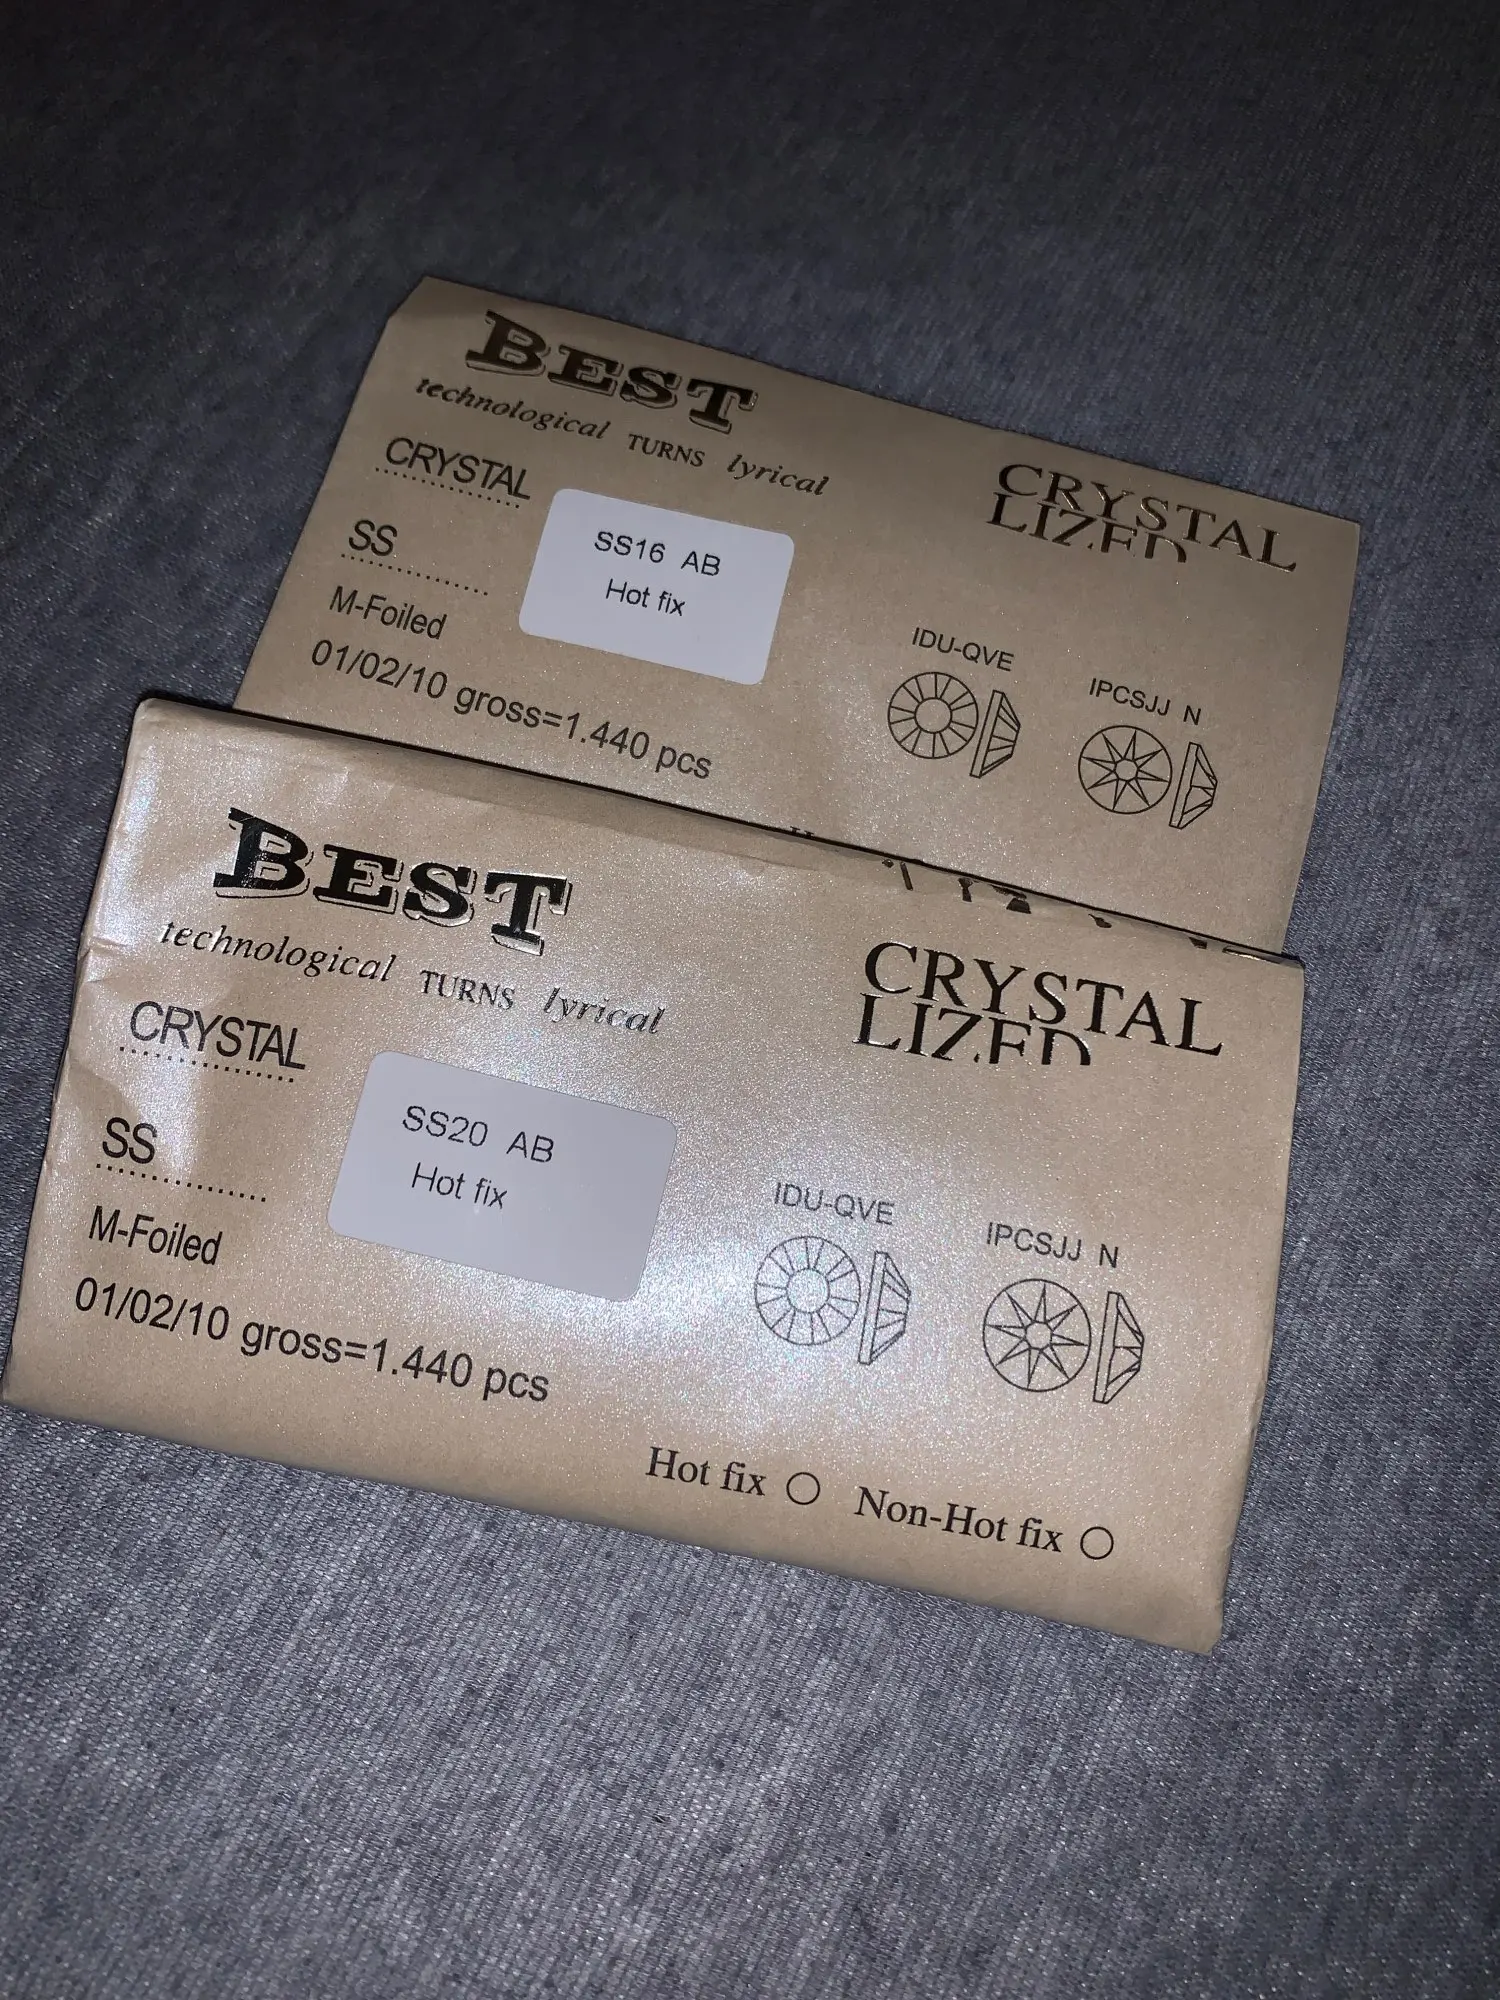 BEST
technological TURNS lyrical
CRYSTAL
LIZED
CRYSTAL
SS16 AB
Hot fix
SS
M-Foiled
01/02/10 gross=1.440 pcs
IDU-QVE
IPCSJJ N
BEST
technological TURNS lyrical
CRYSTAL
LIZED
CRYSTAL
SS20 AB
Hot fix
SS
M-Foiled
01/02/10 gross=1.440 pcs
IDU-QVE
IPCSJJ N
Hot fix Non-Hot fix